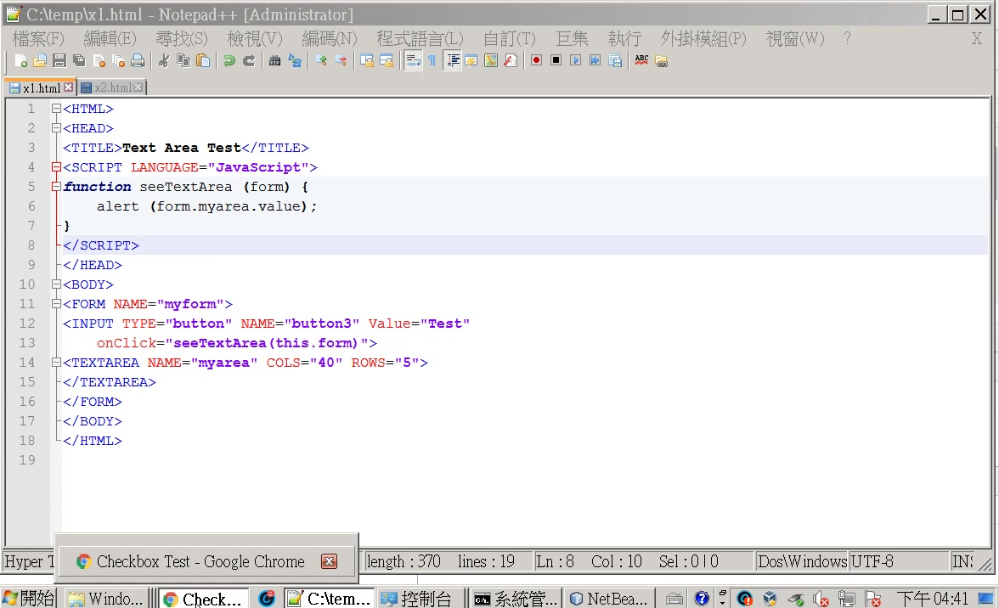 C:\temp\x1.html - Notepad++ [Administrator]
檔案(F) 編輯(E) 尋找(S) 檢視(V) 編碼(N) 程式語言(L) 自訂(T) 巨集 執行 外掛模組(P) 視窗(W) ? X
ABC
x1.html x2.html
1 <HTML>
2 <HEAD>
3 <TITLE>Text Area Test</TITLE>
4 <SCRIPT LANGUAGE="JavaScript">
5 function seeTextArea (form) {
6 alert (form.myarea.value);
7 }
8 </SCRIPT>
9 </HEAD>
10 <BODY>
11 <FORM NAME="myform">
12 <INPUT TYPE="button" NAME="button3" Value="Test"
13 onClick="seeTextArea(this.form)">
14 <TEXTAREA NAME="myarea" COLS="40" ROWS="5">
15 </TEXTAREA>
16 </FORM>
17 </BODY>
18 </HTML>
19
Hyper T Checkbox Test - Google Chrome length : 370 lines : 19 Ln : 8 Col : 10 Sel : 0 | 0 Dos\Windows UTF-8 INS
開始 Windo... Check... C:\tem... 控制台 系統管... NetBea... 下午 04:41